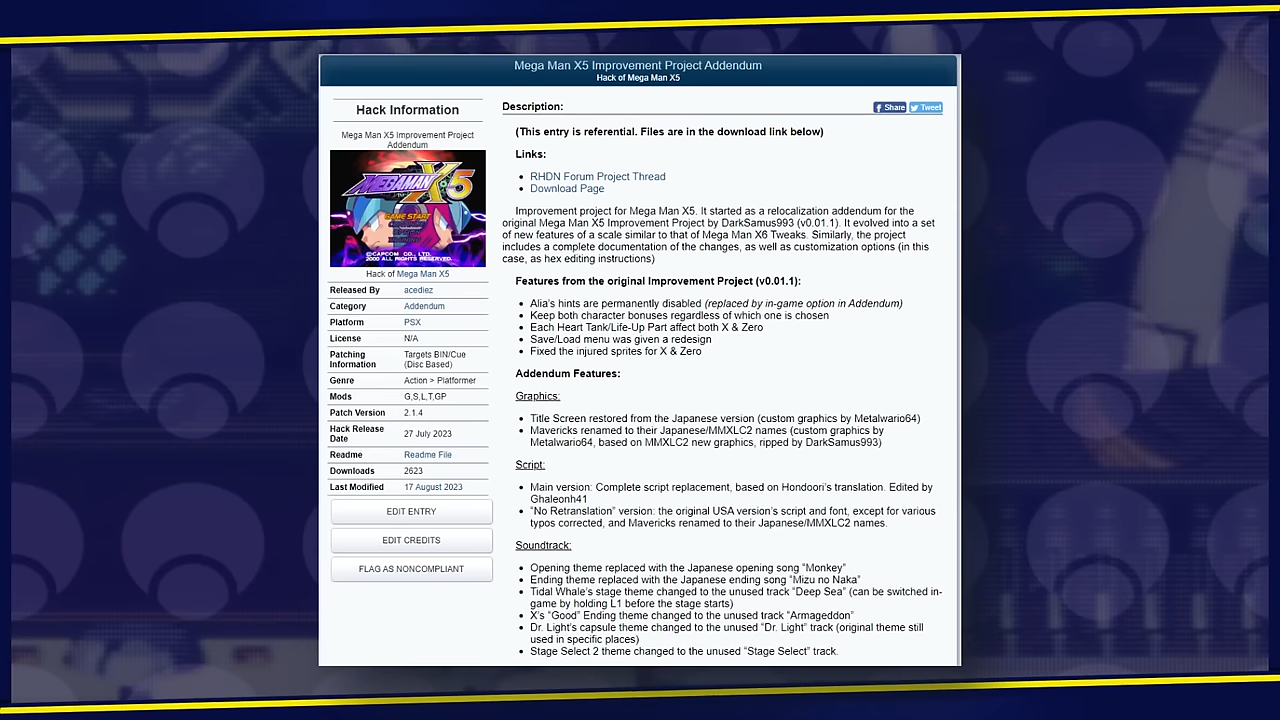 Mega Man X5 Improvement Project Addendum
Hack of Mega Man X5
Hack Information
Mega Man X5 Improvement Project
Addendum
MEGAMAN X5
GAME START
©CAPCOM CO., LTD.
2000 ALL RIGHTS RESERVED.
Hack of Mega Man X5
Released By acediez
Category Addendum
Platform PSX
License N/A
Patching Information Targets BIN/Cue (Disc Based)
Genre Action > Platformer
Mods G,S,L,T,GP
Patch Version 2.1.4
Hack Release Date 27 July 2023
Readme Readme File
Downloads 2623
Last Modified 17 August 2023
EDIT ENTRY
EDIT CREDITS
FLAG AS NONCOMPLIANT
Description:
Share Tweet
(This entry is referential. Files are in the download link below)
Links:
• RHDN Forum Project Thread
• Download Page
Improvement project for Mega Man X5. It started as a relocalization addendum for the
original Mega Man X5 Improvement Project by DarkSamus993 (v0.01.1). It evolved into a set
of new features of a scale similar to that of Mega Man X6 Tweaks. Similarly, the project
includes a complete documentation of the changes, as well as customization options (in this
case, as hex editing instructions)
Features from the original Improvement Project (v0.01.1):
• Alia's hints are permanently disabled (replaced by in-game option in Addendum)
• Keep both character bonuses regardless of which one is chosen
• Each Heart Tank/Life-Up Part affect both X & Zero
• Save/Load menu was given a redesign
• Fixed the injured sprites for X & Zero
Addendum Features:
Graphics:
• Title Screen restored from the Japanese version (custom graphics by Metalwario64)
• Mavericks renamed to their Japanese/MMXLC2 names (custom graphics by
Metalwario64, based on MMXLC2 new graphics, ripped by DarkSamus993)
Script:
• Main version: Complete script replacement, based on Hondoori's translation. Edited by
Ghaleonh41
• "No Retranslation" version: the original USA version's script and font, except for various
typos corrected, and Mavericks renamed to their Japanese/MMXLC2 names.
Soundtrack:
• Opening theme replaced with the Japanese opening song "Monkey"
• Ending theme replaced with the Japanese ending song "Mizu no Naka"
• Tidal Whale's stage theme changed to the unused track "Deep Sea" (can be switched in-
game by holding L1 before the stage starts)
• X's "Good" Ending theme changed to the unused track "Armageddon"
• Dr. Light's capsule theme changed to the unused "Dr. Light" track (original theme still
used in specific places)
• Stage Select 2 theme changed to the unused "Stage Select" track.